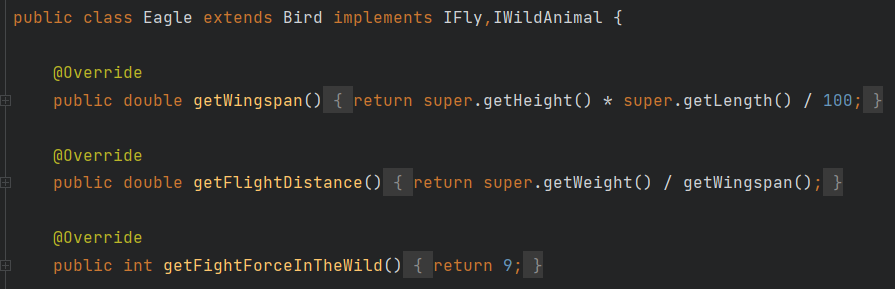 public class Eagle extends Bird implements IFly,IWildAnimal {
@Override
public double getWingspan() { return super.getHeight() * super.getLength() / 100; }
@Override
public double getFlightDistance() { return super.getWeight() / getWingspan(); }
@Override
public int getFightForceInTheWild() { return 9; }